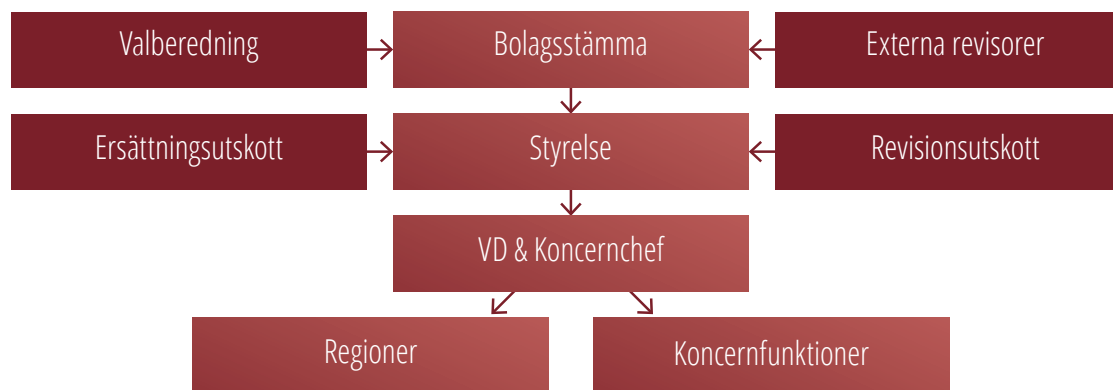 Valberedning
Bolagsstämma
Externa revisorer
Ersättningsutskott
Styrelse
Revisionsutskott
VD & Koncernchef
Regioner
Koncernfunktioner